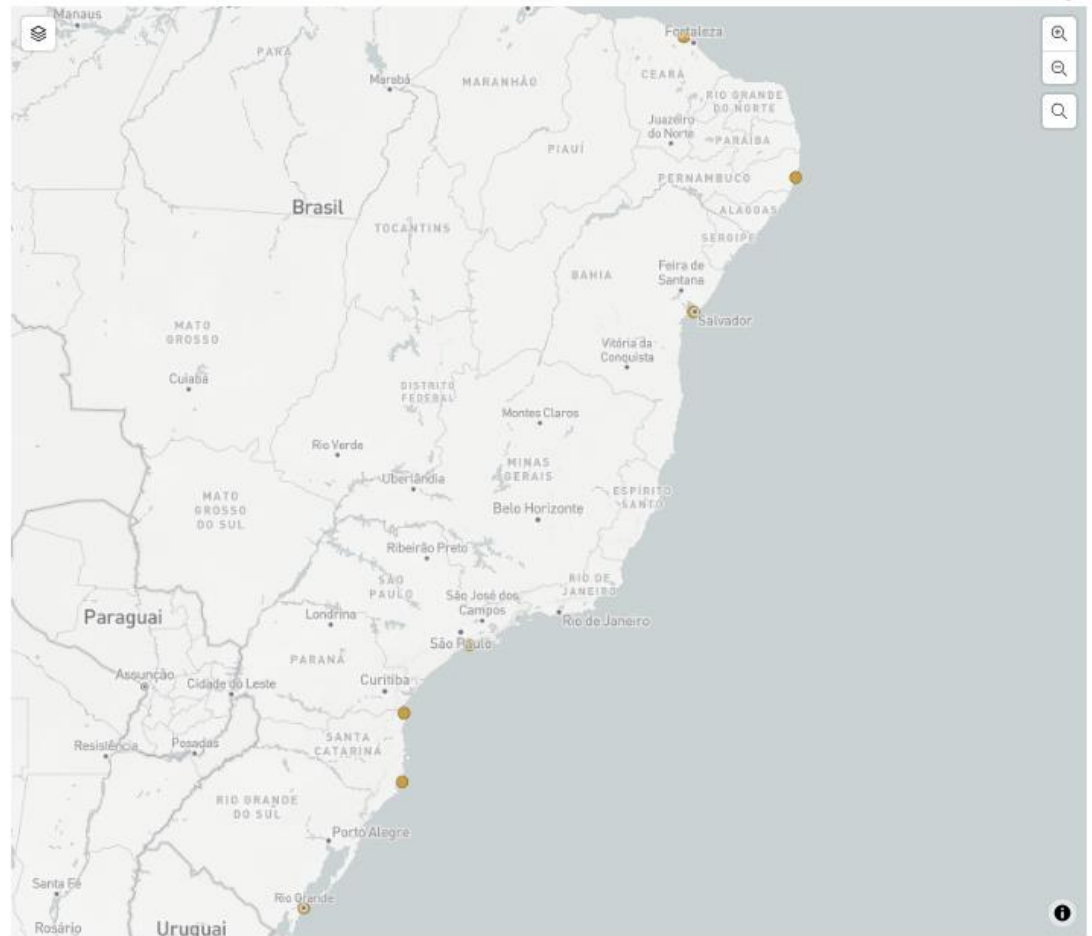 Manaus
Fortaleza
PARÁ
CEARÁ
Marabá
MARANHÃO
RIO GRANDE
DO NORTE
Juazeiro
do Norte
PARAÍBA
PIAUÍ
PERNAMBUCO
Brasil
ALAGOAS
TOCANTINS
SERGIPE
Feira de
Santana
BAHIA
Salvador
MATO
GROSSO
Vitória da
Conquista
Cuiabá
DISTRITO
FEDERAL
Montes Claros
Rio Verde
MINAS
GERAIS
Uberlândia
ESPÍRITO
SANTO
MATO
GROSSO
DO SUL
Belo Horizonte
Ribeirão Preto
SÃO
PAULO
RIO DE
JANEIRO
São José dos
Campos
Paraguai
Londrina
Rio de Janeiro
São Paulo
PARANÁ
Assunção
Cidade do Leste
Curitiba
Resistência
Posadas
SANTA
CATARINA
RIO GRANDE
DO SUL
Porto Alegre
Santa Fé
Rio Grande
Rosário
Uruguai